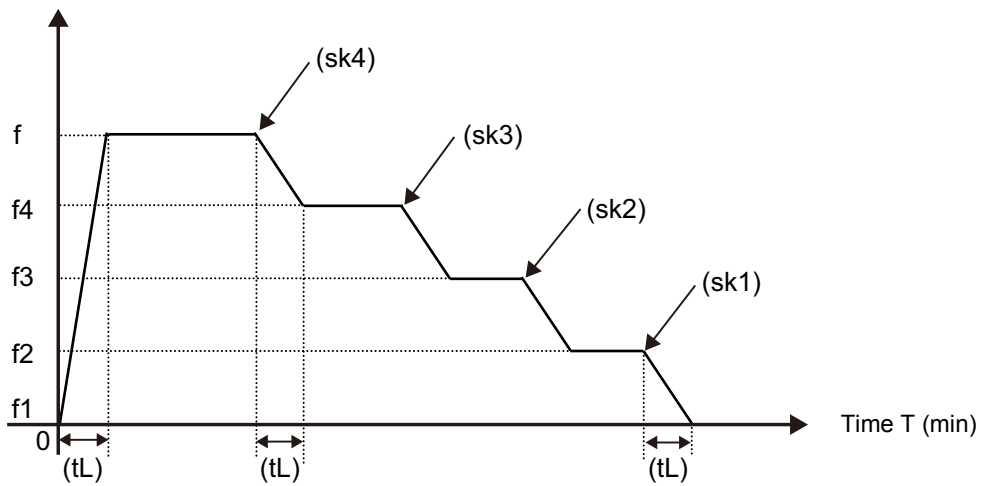 (sk4)
f
(sk3)
f4
(sk2)
f3
(sk1)
f2
f1
Time T (min)
0
(tL)
(tL)
(tL)